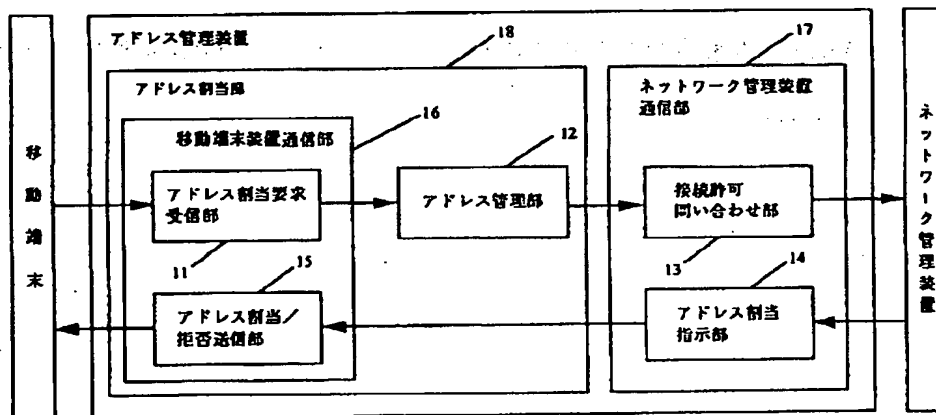 アドレス管理装置
18
17
アドレス割当部
ネットワーク管理装置
通信部
16
移動端末装置通信部
12
移動端末
アドレス割当要求
受信部
アドレス管理部
接続許可
問い合わせ部
ネットワーク管理装置
11
15
13
14
アドレス割当/
拒否送信部
アドレス割当
指示部